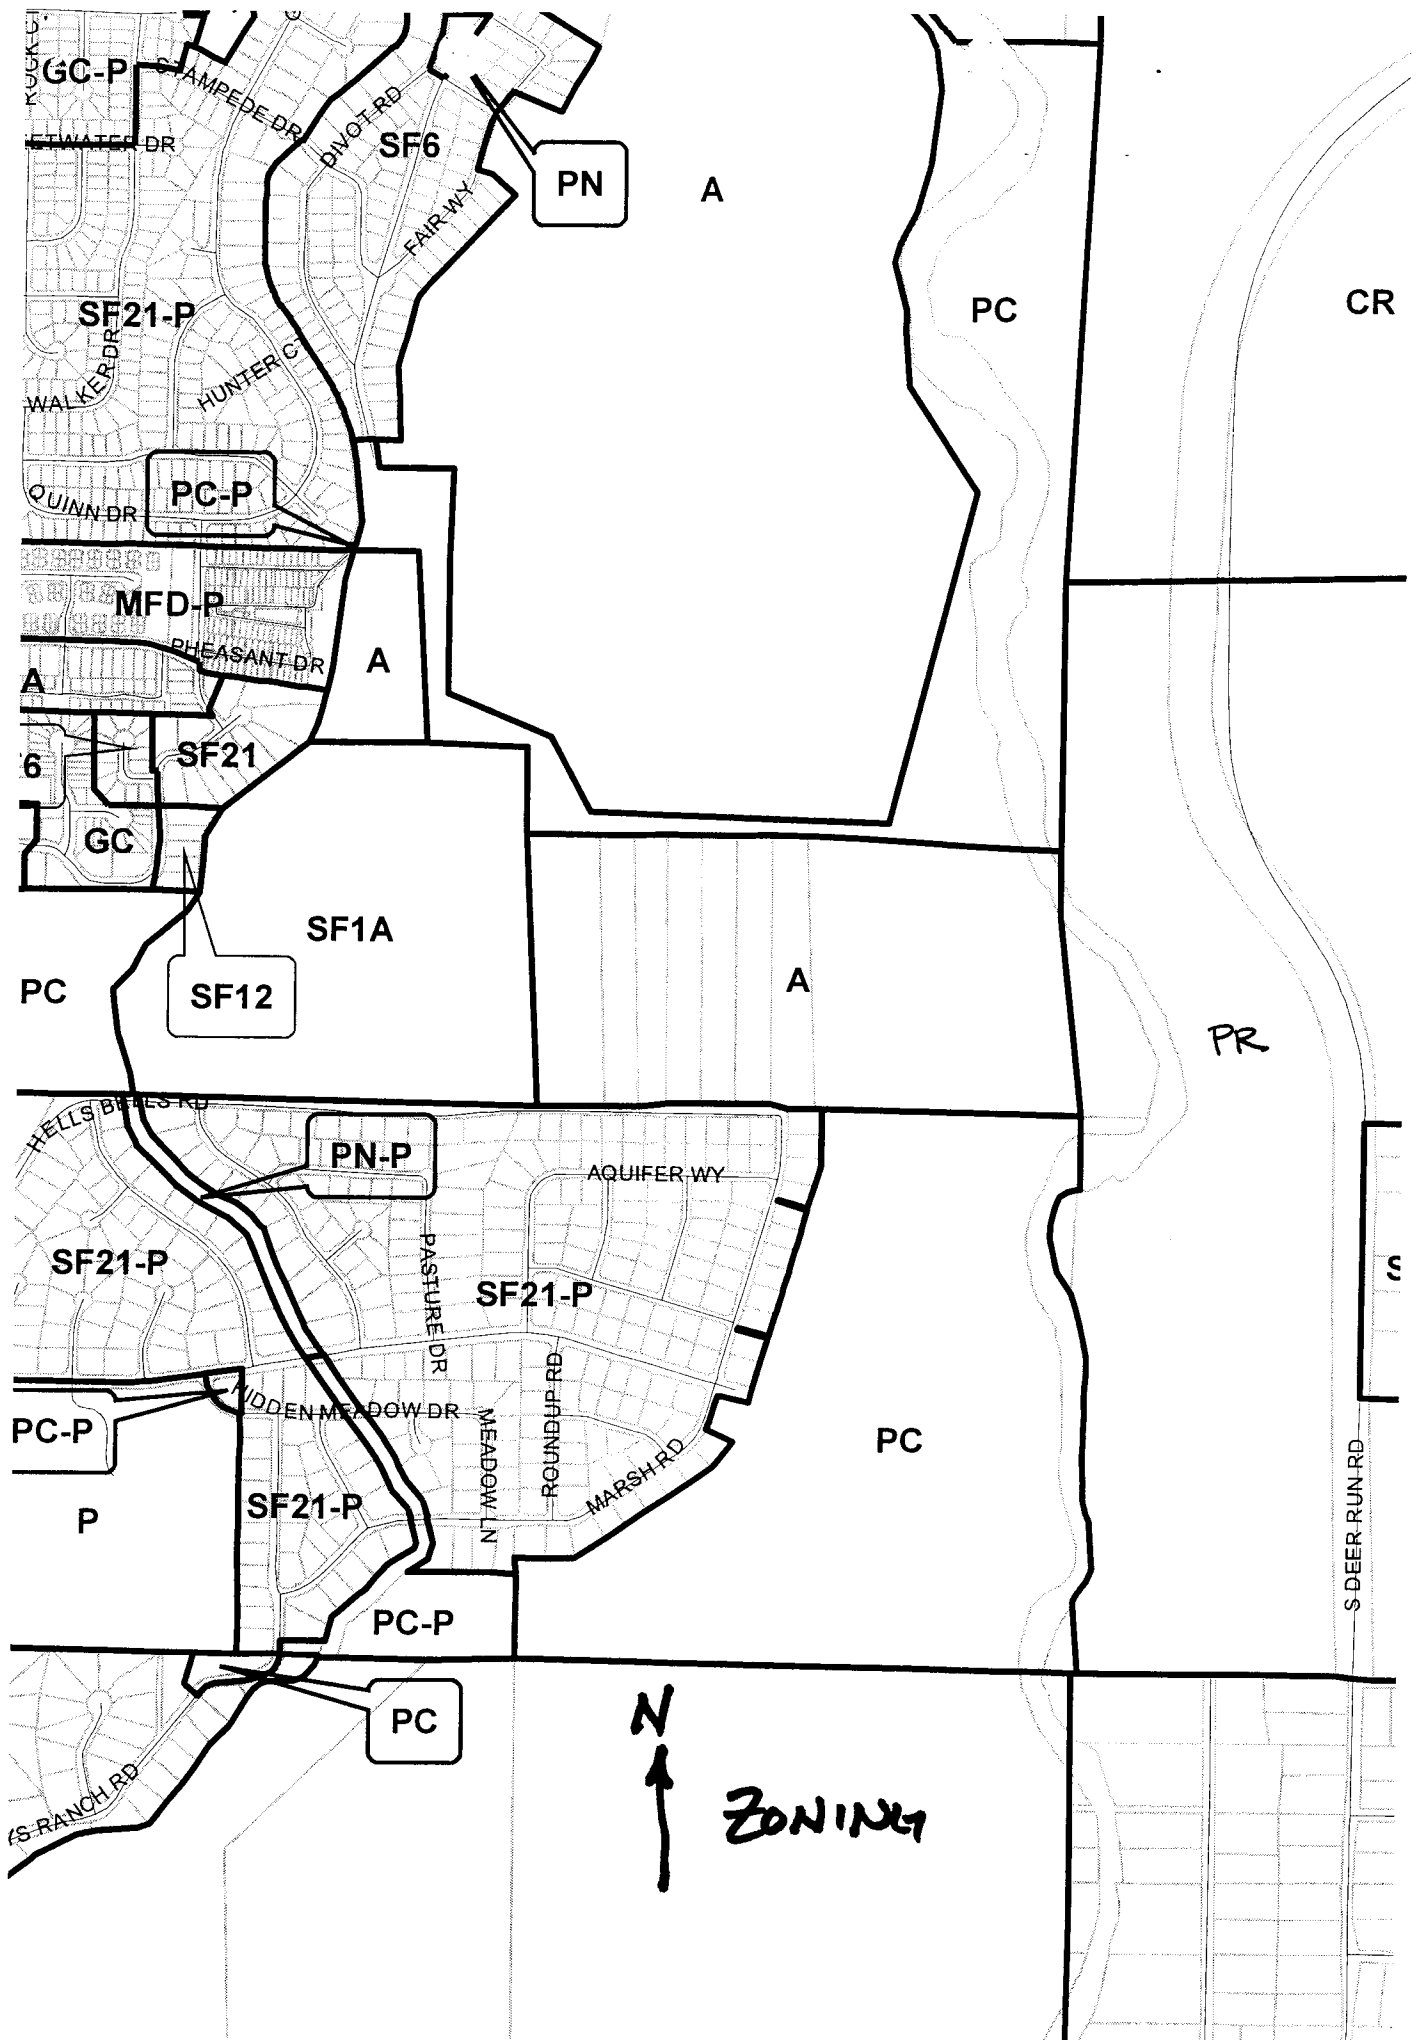 GC-P
STAMPEDE DR
DIVOT RD
SF6
PN
A
FAIR WY
PC
CR
SF21-P
WALKER DR
HUNTER CT
PC-P
QUINN DR
MFD-P
PHEASANT DR
A
A
SF21
6
GC
SF1A
PC
SF12
A
PR
HELLS BELLS RD
PN-P
AQUIFER WY
SF21-P
PASTURE DR
SF21-P
S
HIDDEN MEADOW DR
PC-P
MEADOW LN
ROUNDUP RD
MARSH RD
PC
SF21-P
P
S DEER RUN RD
PC-P
PC
N
ZONING
YS RANCH RD